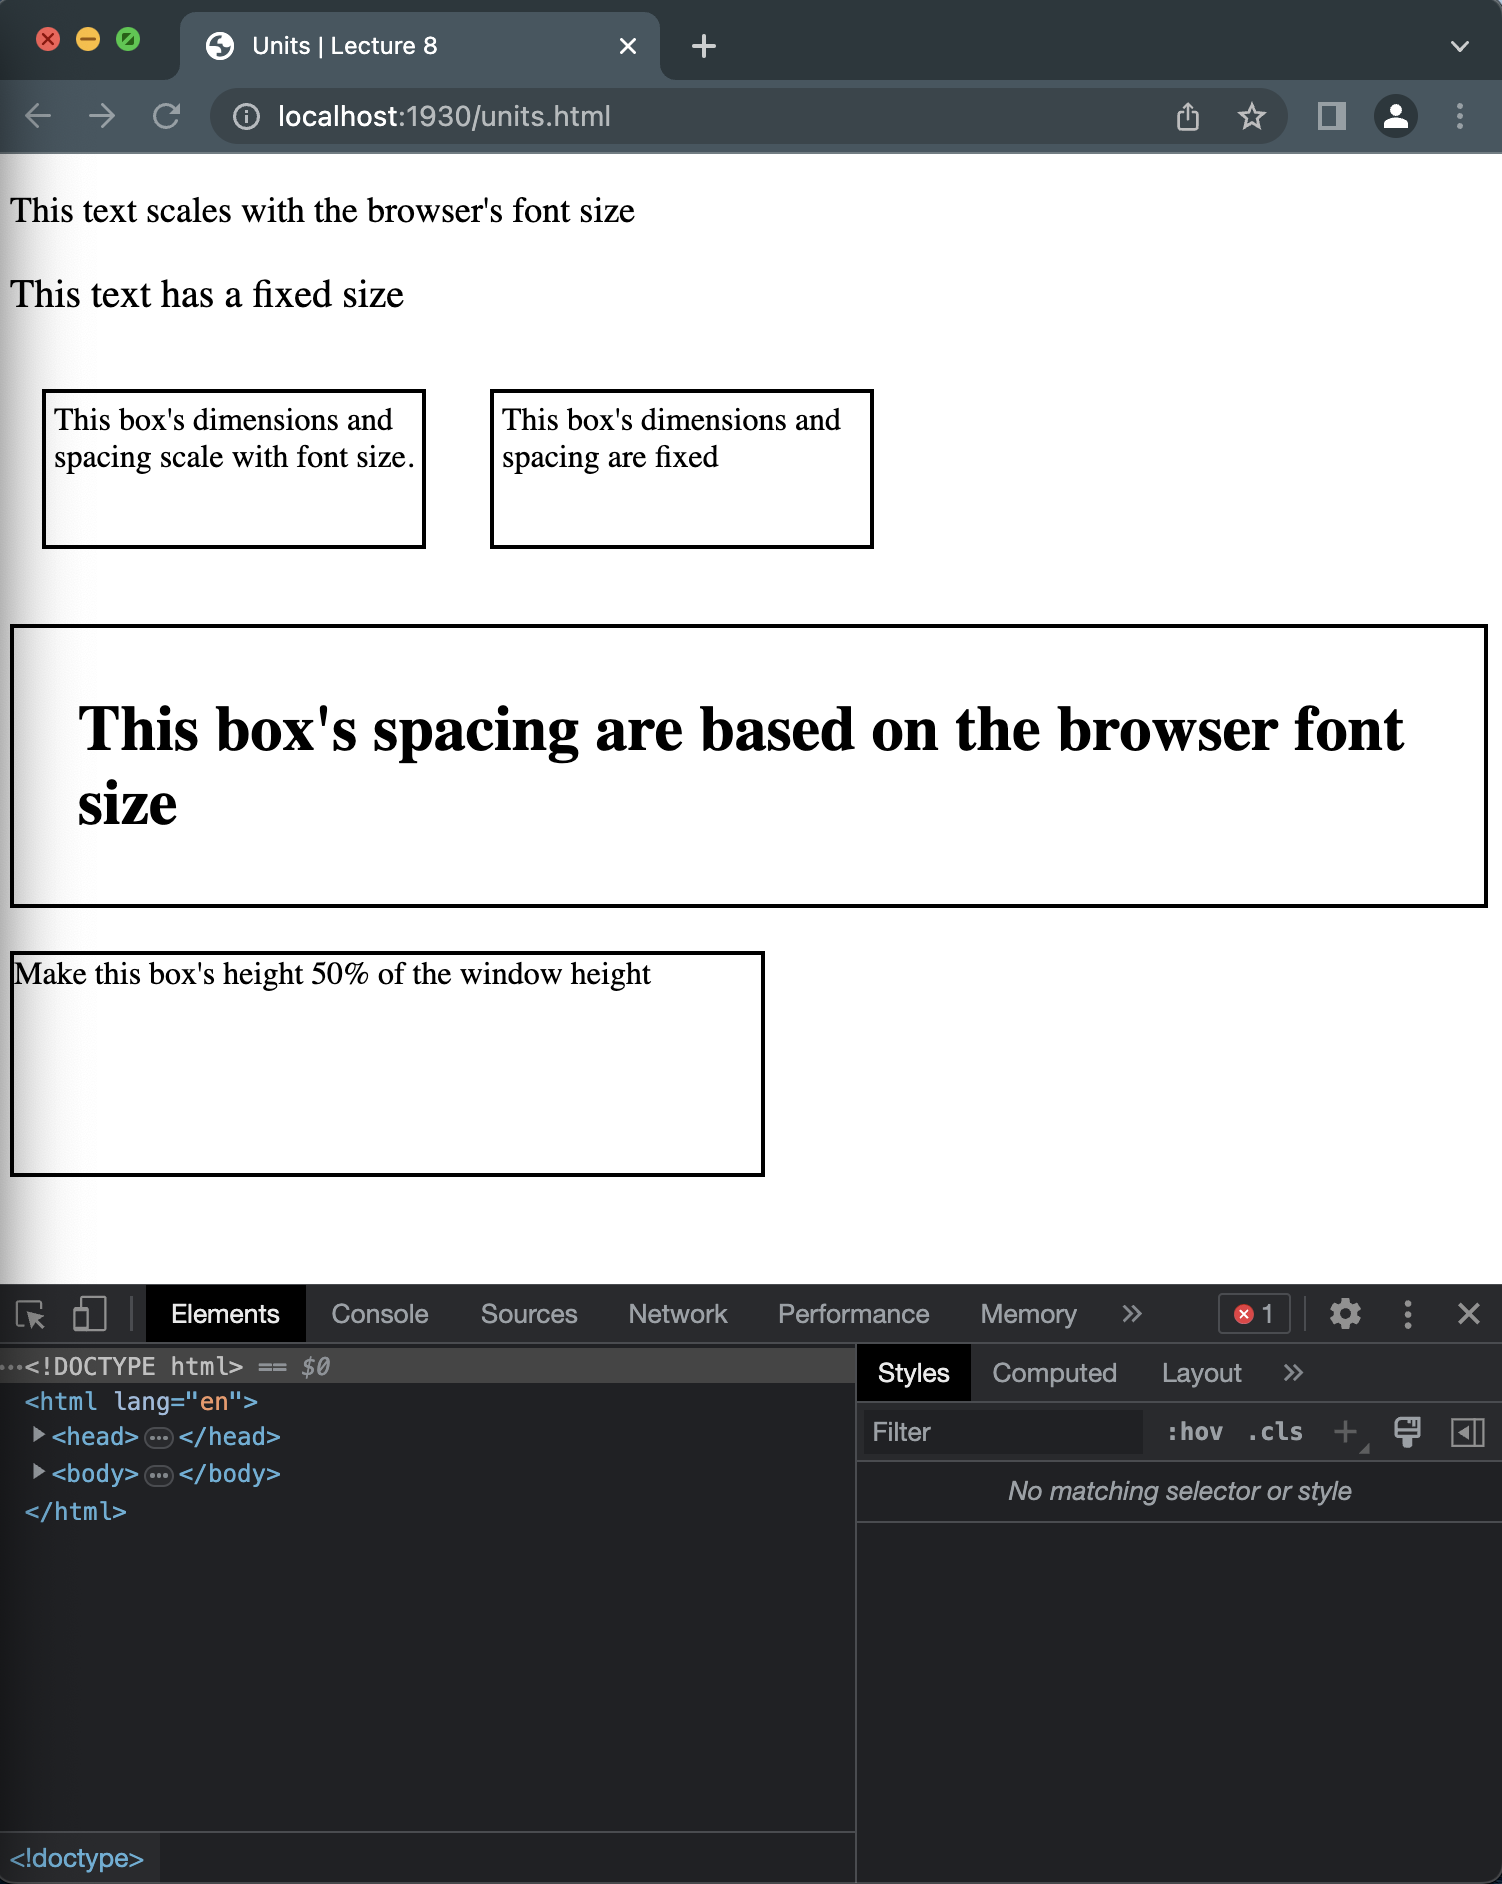 Units | Lecture 8
localhost:1930/units.html
This text scales with the browser's font size
This text has a fixed size
This box's dimensions and
spacing scale with font size.
This box's dimensions and
spacing are fixed
This box's spacing are based on the browser font
size
Make this box's height 50% of the window height
Elements Console Sources Network Performance Memory » 1
…<!DOCTYPE html> == $0
<html lang="en">
<head>…</head>
<body>…</body>
</html>
<!doctype>
Styles Computed Layout »
Filter :hov .cls +
No matching selector or style